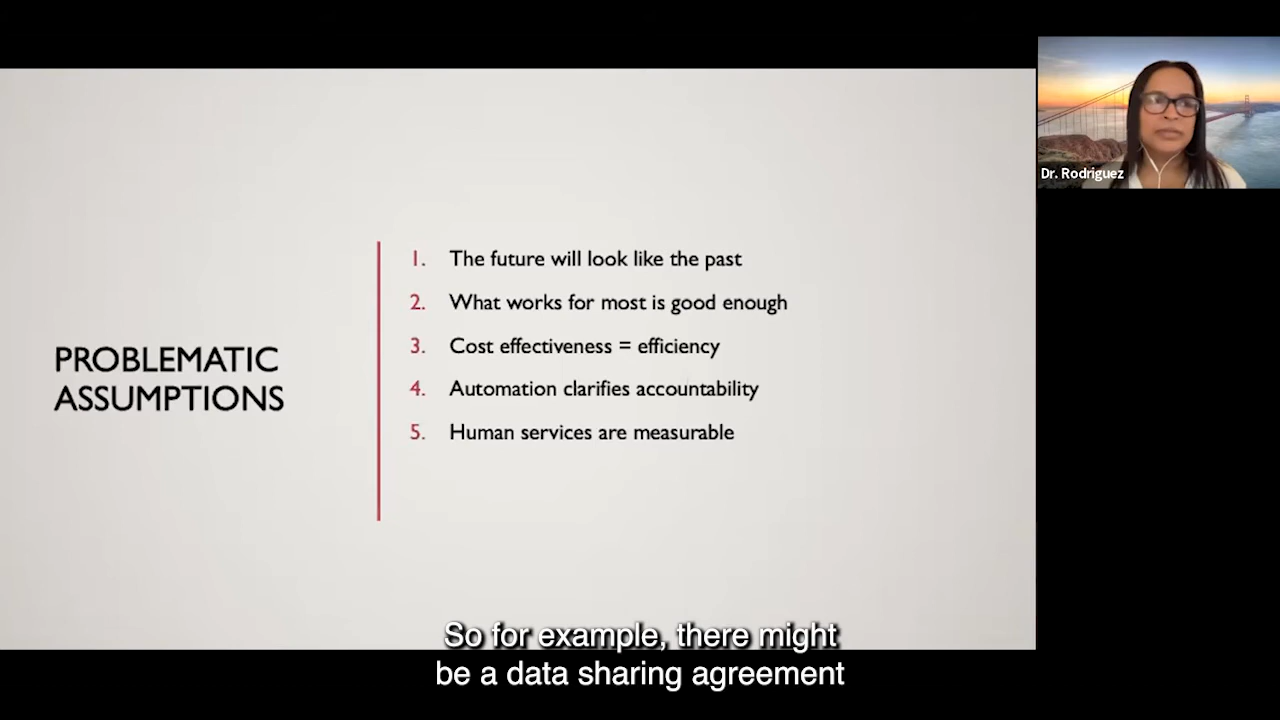 Dr. Rodriguez
PROBLEMATIC
ASSUMPTIONS
1. The future will look like the past
2. What works for most is good enough
3. Cost effectiveness = efficiency
4. Automation clarifies accountability
5. Human services are measurable
So for example, there might
be a data sharing agreement